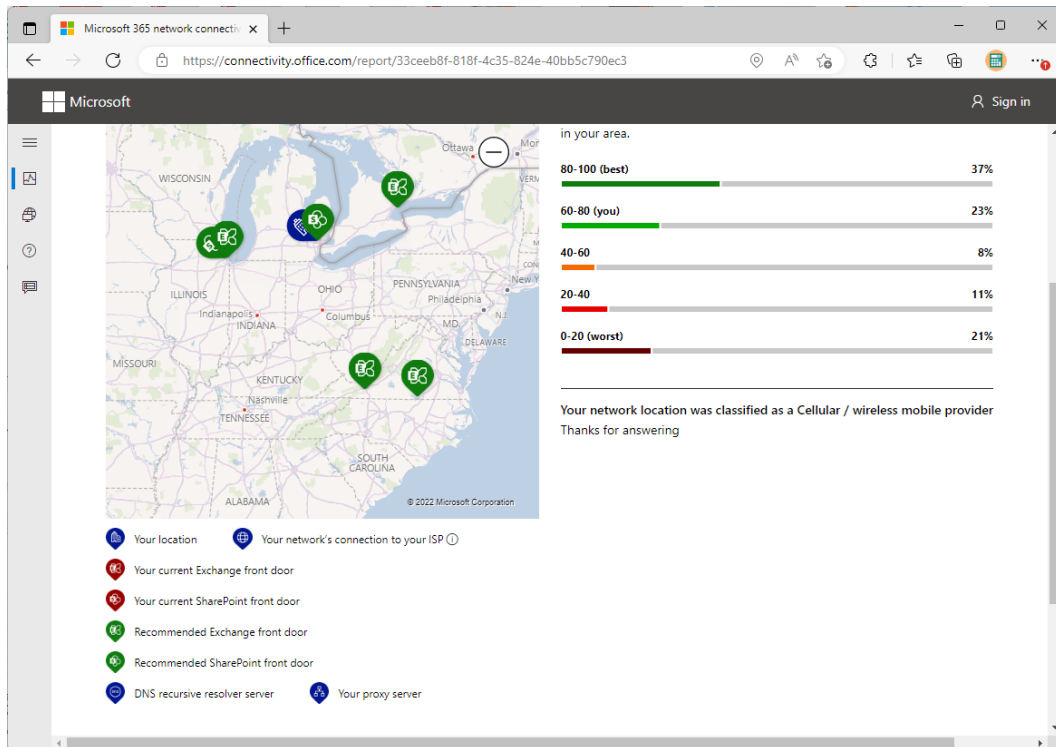 Microsoft 365 network connectiv
https://connectivity.office.com/report/33ceeb8f-818f-4c35-824e-40bb5c790ec3
Microsoft
Sign in
Ottawa
Mor
WISCONSIN
VERM
ILLINOIS
Indianapolis
INDIANA
OHIO
Columbus
PENNSYLVANIA
Philadelphia
New Y
CON
N.J.
MD.
DELAWARE
MISSOURI
KENTUCKY
Nashville
TENNESSEE
SOUTH
CAROLINA
ALABAMA
© 2022 Microsoft Corporation
Your location
Your network's connection to your ISP
Your current Exchange front door
Your current SharePoint front door
Recommended Exchange front door
Recommended SharePoint front door
DNS recursive resolver server
Your proxy server
in your area.
80-100 (best) 37%
60-80 (you) 23%
40-60 8%
20-40 11%
0-20 (worst) 21%
Your network location was classified as a Cellular / wireless mobile provider
Thanks for answering